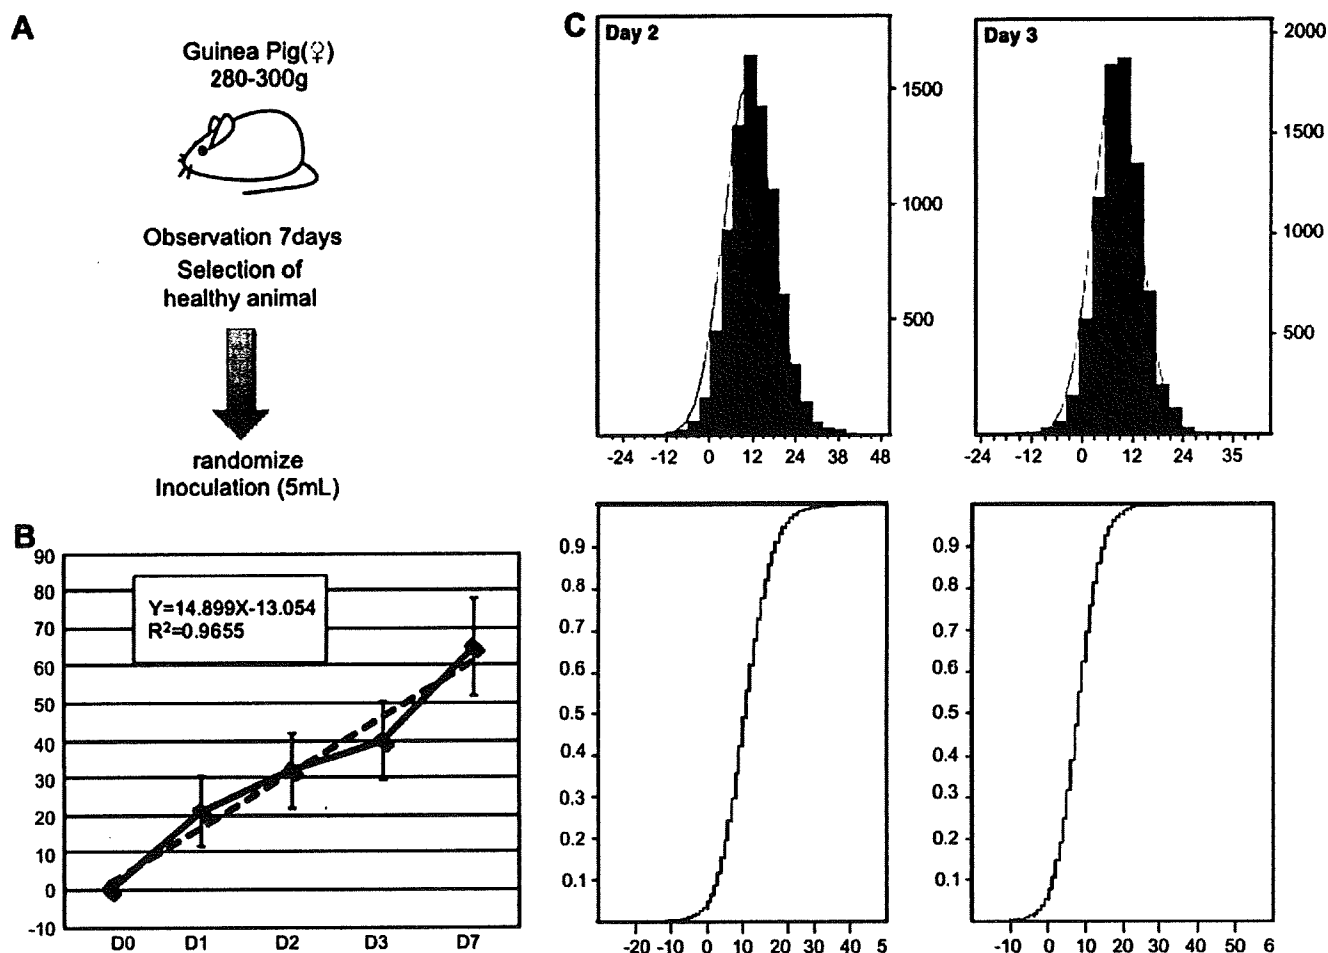 A
Guinea Pig(♀)
280-300g
Observation 7days
Selection of
healthy animal
randomize
Inoculation (5mL)
B
90
80
70
60
50
40
30
20
10
0
-10
Y=14.899X-13.054
R²=0.9655
D0 D1 D2 D3 D7
C
Day 2
1500
1000
500
-24 -12 0 12 24 38 48
Day 3
2000
1500
1000
500
-24 -12 0 12 24 35
0.9
0.8
0.7
0.6
0.5
0.4
0.3
0.2
0.1
-20 -10 0 10 20 30 40 5
0.9
0.8
0.7
0.6
0.5
0.4
0.3
0.2
0.1
-10 0 10 20 30 40 50 6